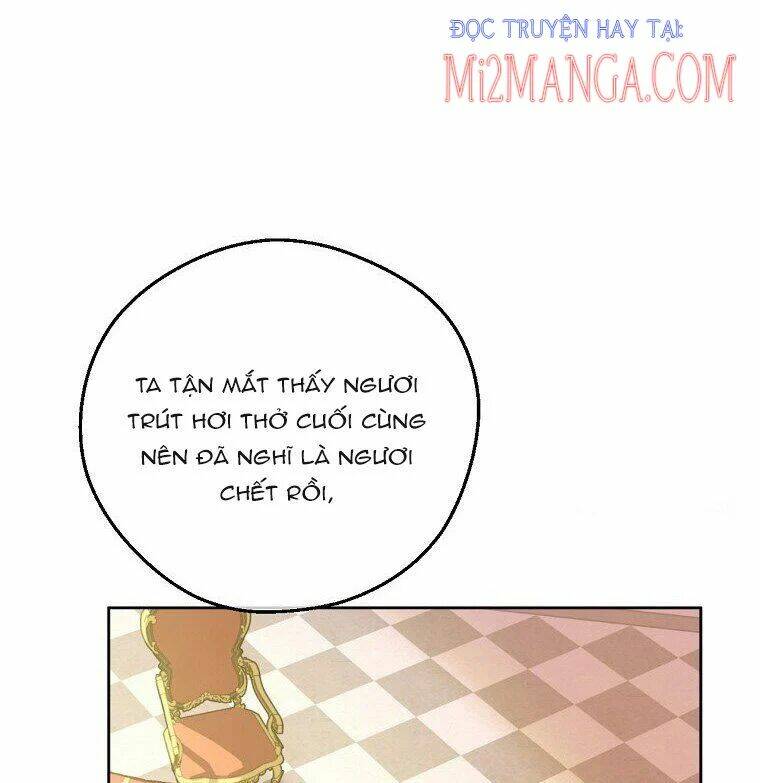 ĐỌC TRUYỆN HAY TẠI:
MI2MANGA.COM
TA TẬN MẮT THẤY NGƯƠI
TRÚT HƠI THỞ CUỐI CÙNG
NÊN ĐÃ NGHĨ LÀ NGƯƠI
CHẾT RỒI,